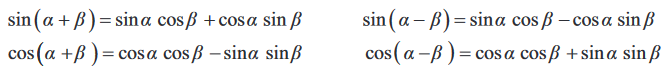 sin(α + β) = sinα cosβ + cosα sinβ sin(α − β) = sinα cosβ − cosα sinβ
cos(α + β) = cosα cosβ − sinα sinβ cos(α − β) = cosα cosβ + sinα sinβ